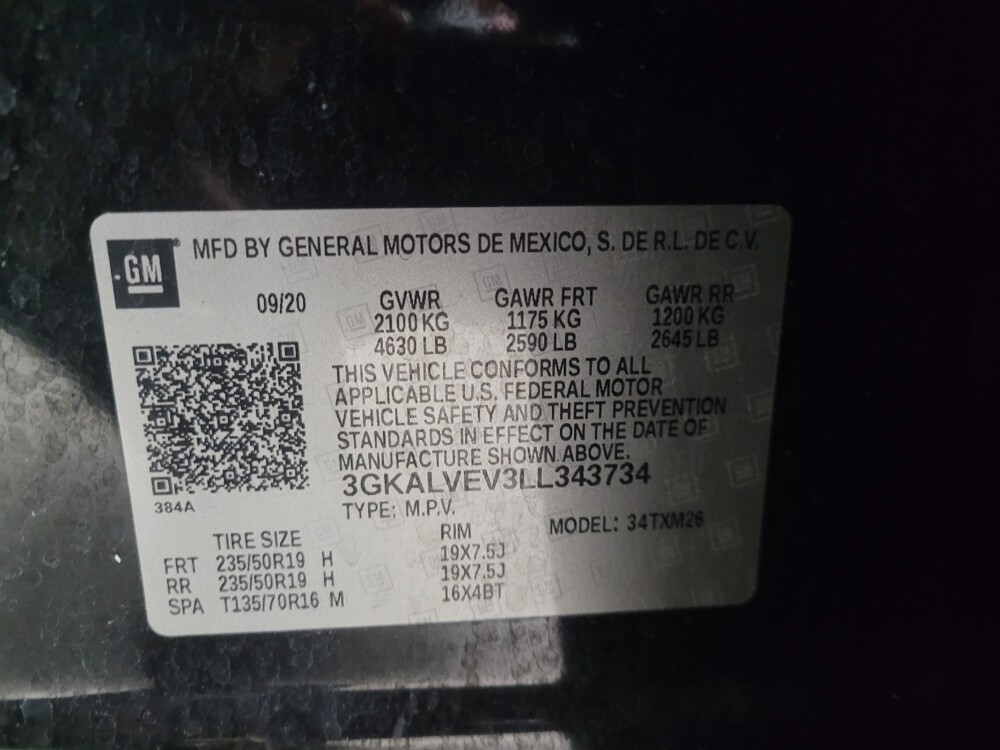 GM
MFD BY GENERAL MOTORS DE MEXICO, S. DE R.L. DE C.V.
09/20 GVWR GAWR FRT GAWR RR
2100 KG 1175 KG 1200 KG
4630 LB 2590 LB 2645 LB
THIS VEHICLE CONFORMS TO ALL
APPLICABLE U.S. FEDERAL MOTOR
VEHICLE SAFETY AND THEFT PREVENTION
STANDARDS IN EFFECT ON THE DATE OF
MANUFACTURE SHOWN ABOVE.
3GKALVEV3LL343734
384A
TYPE: M.P.V. MODEL: 34TXM26
TIRE SIZE RIM
FRT 235/50R19 H 19X7.5J
RR 235/50R19 H 19X7.5J
SPA T135/70R16 M 16X4BT